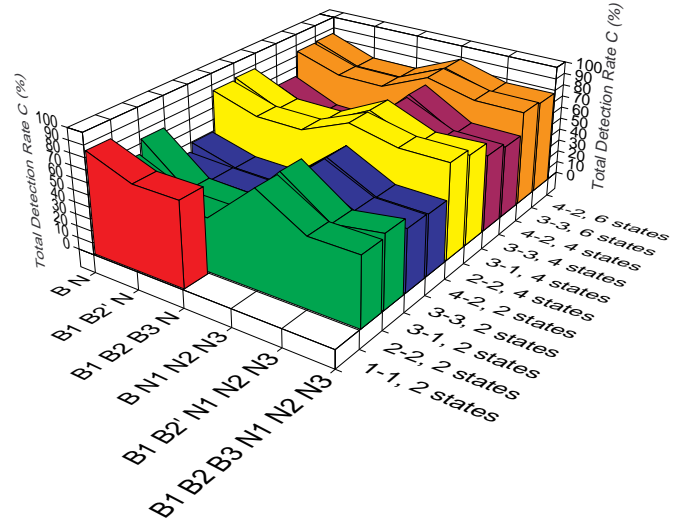 Total Detection Rate C (%)
100
90
80
70
60
50
40
30
20
10
0
Total Detection Rate C (%)
100
90
80
70
60
50
40
30
20
10
0
B N
B1 B2' N
B1 B2 B3 N
B N1 N2 N3
B1 B2' N1 N2 N3
B1 B2 B3 N1 N2 N3
4-2, 6 states
3-3, 6 states
4-2, 4 states
3-3, 4 states
3-1, 4 states
2-2, 4 states
4-2, 2 states
3-3, 2 states
3-1, 2 states
2-2, 2 states
1-1, 2 states